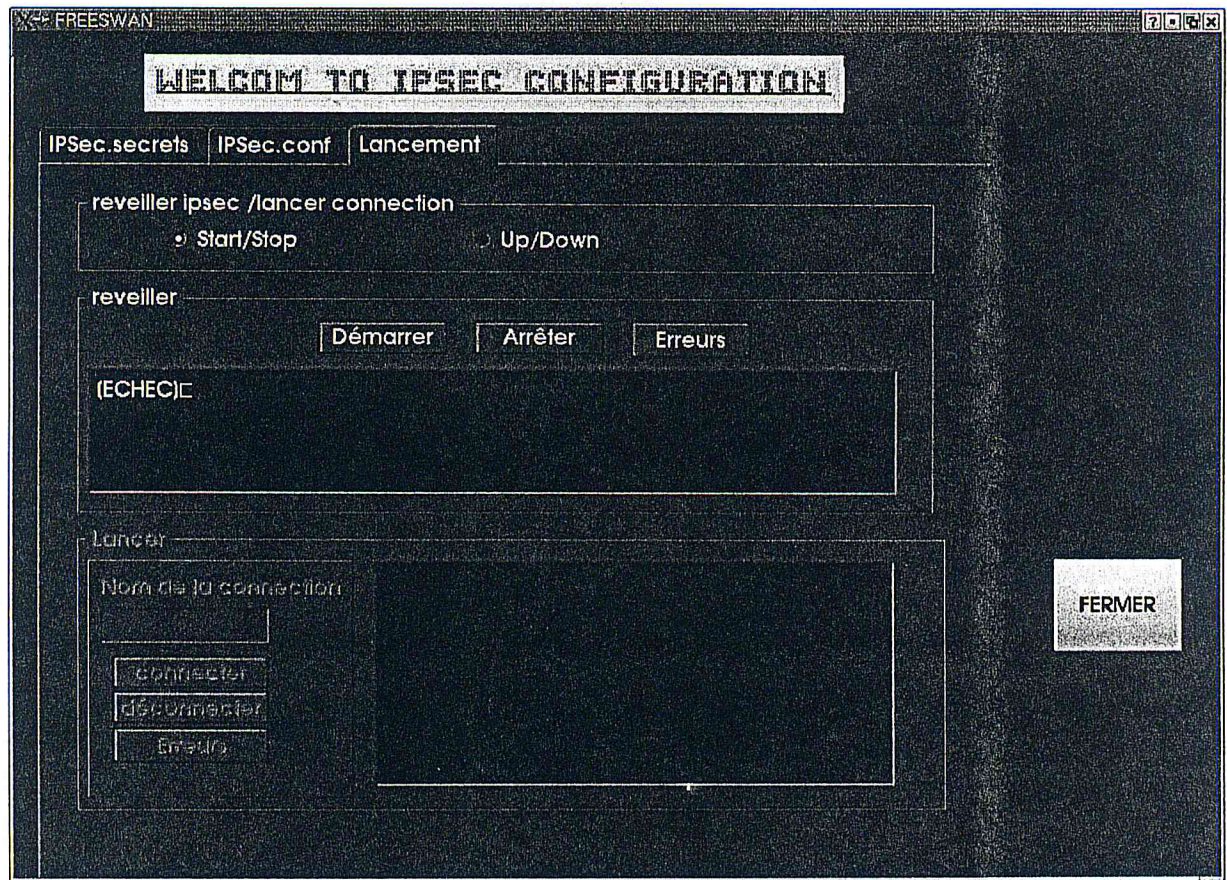 FREESWAN
WELCOM TO IPSEC CONFIGURATION
IPSec.secrets IPSec.conf Lancement
reveiller ipsec /lancer connection
Start/Stop Up/Down
reveiller
Démarrer Arrêter Erreurs
(ECHEC)
Lancer
Nom de la connection
connecter
déconnecter
Erreurs
FERMER